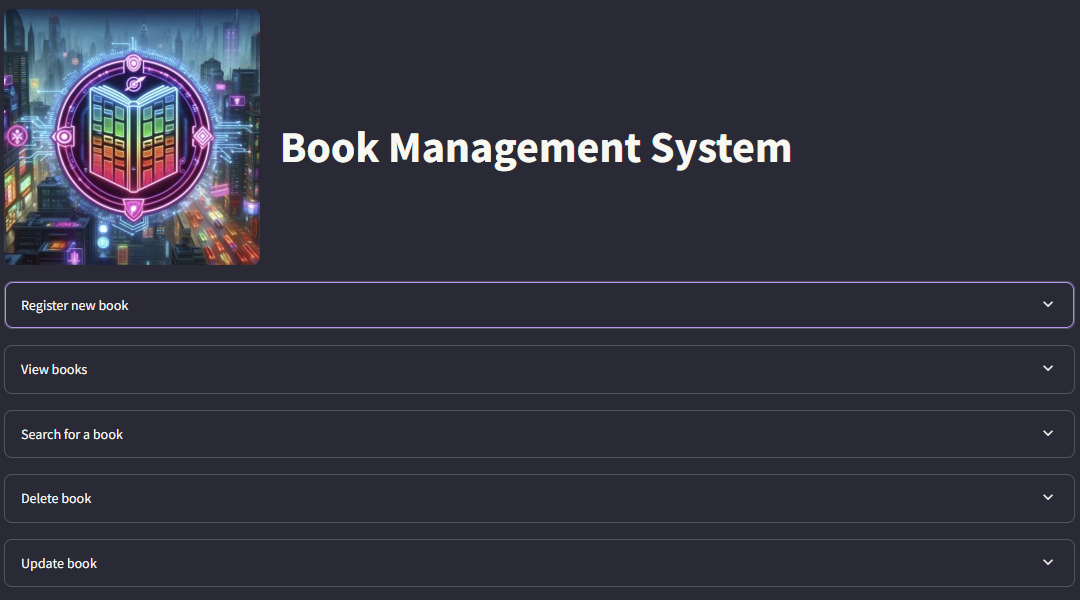 Book Management System
Register new book
View books
Search for a book
Delete book
Update book